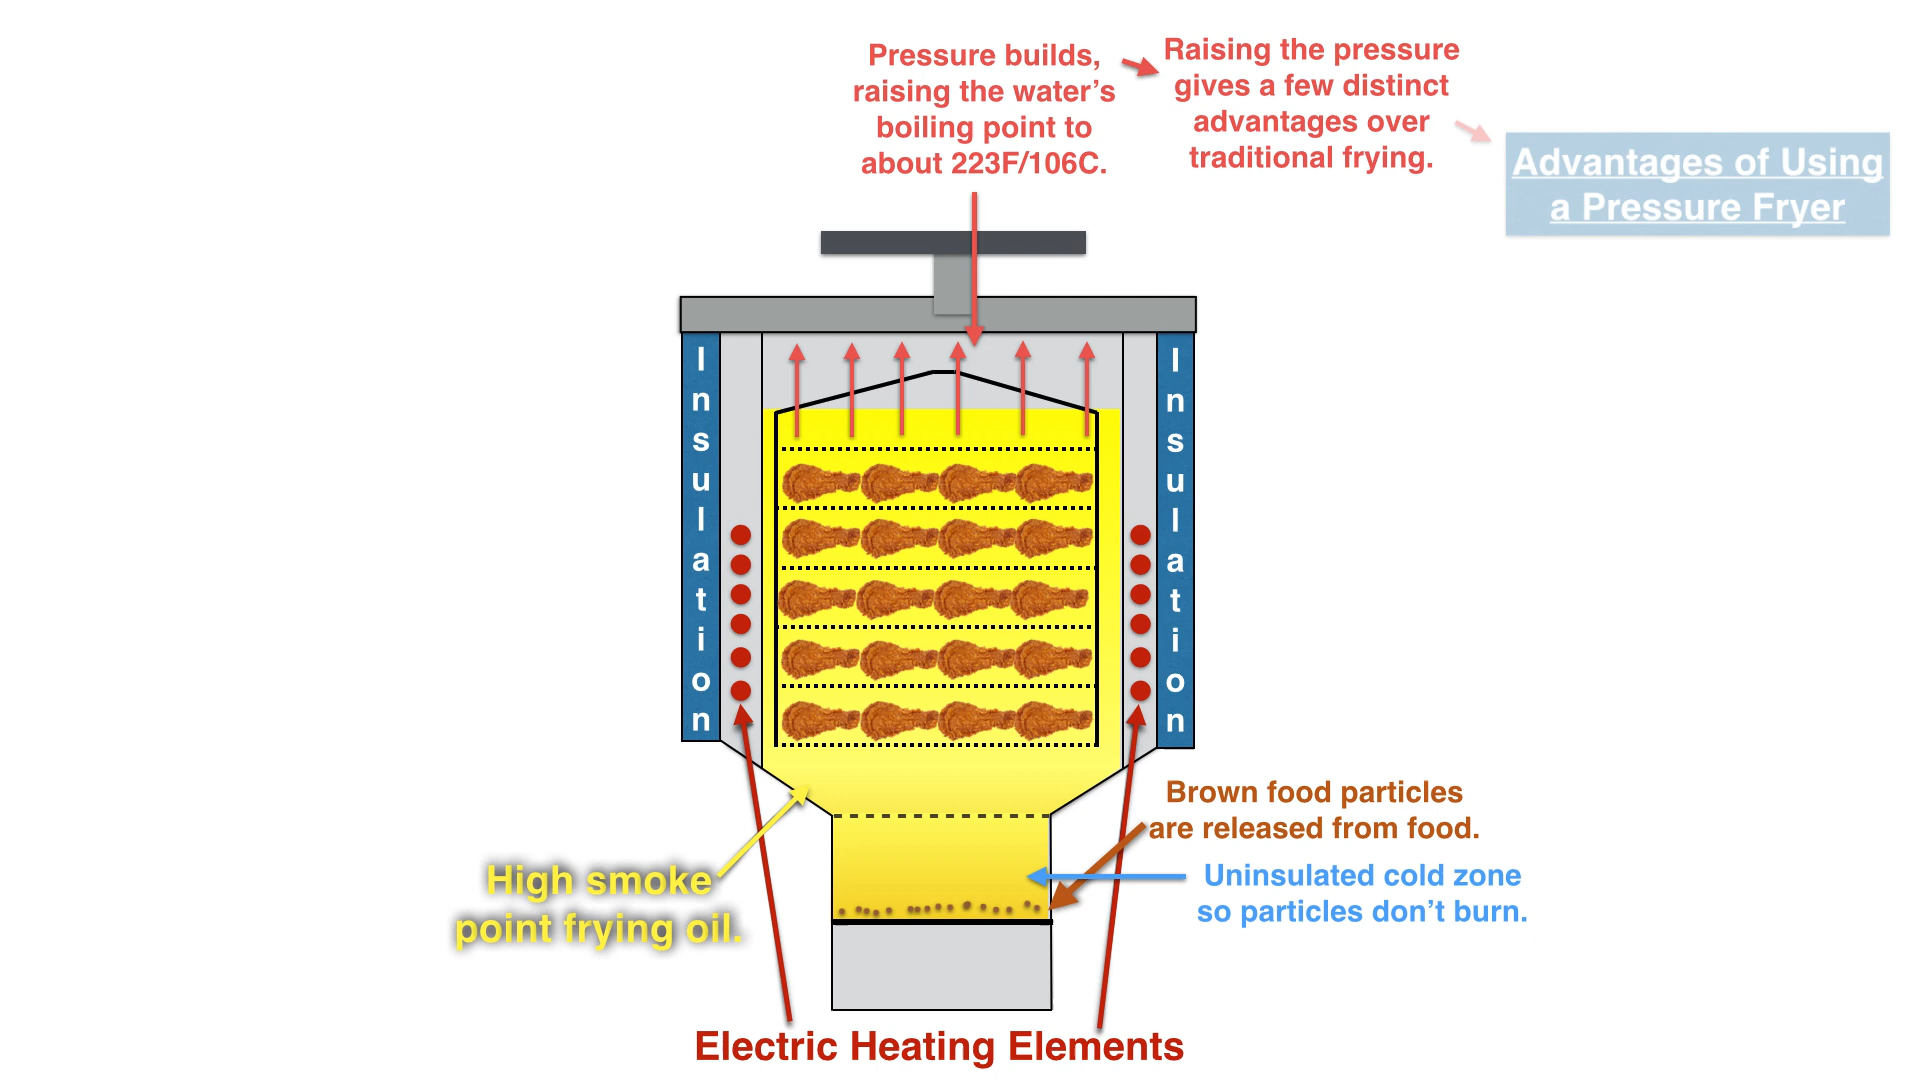 Pressure builds,
raising the water's
boiling point to
about 223F/106C.
Raising the pressure
gives a few distinct
advantages over
traditional frying.
Advantages of Using
a Pressure Fryer
Insulation
Insulation
Brown food particles
are released from food.
Uninsulated cold zone
so particles don't burn.
High smoke
point frying oil.
Electric Heating Elements